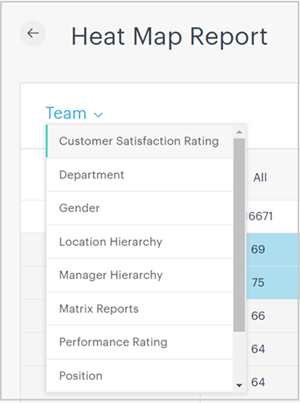 Heat Map Report
Team
Customer Satisfaction Rating
Department
All
Gender
6671
Location Hierarchy
69
Manager Hierarchy
75
Matrix Reports
66
Performance Rating
64
Position
64